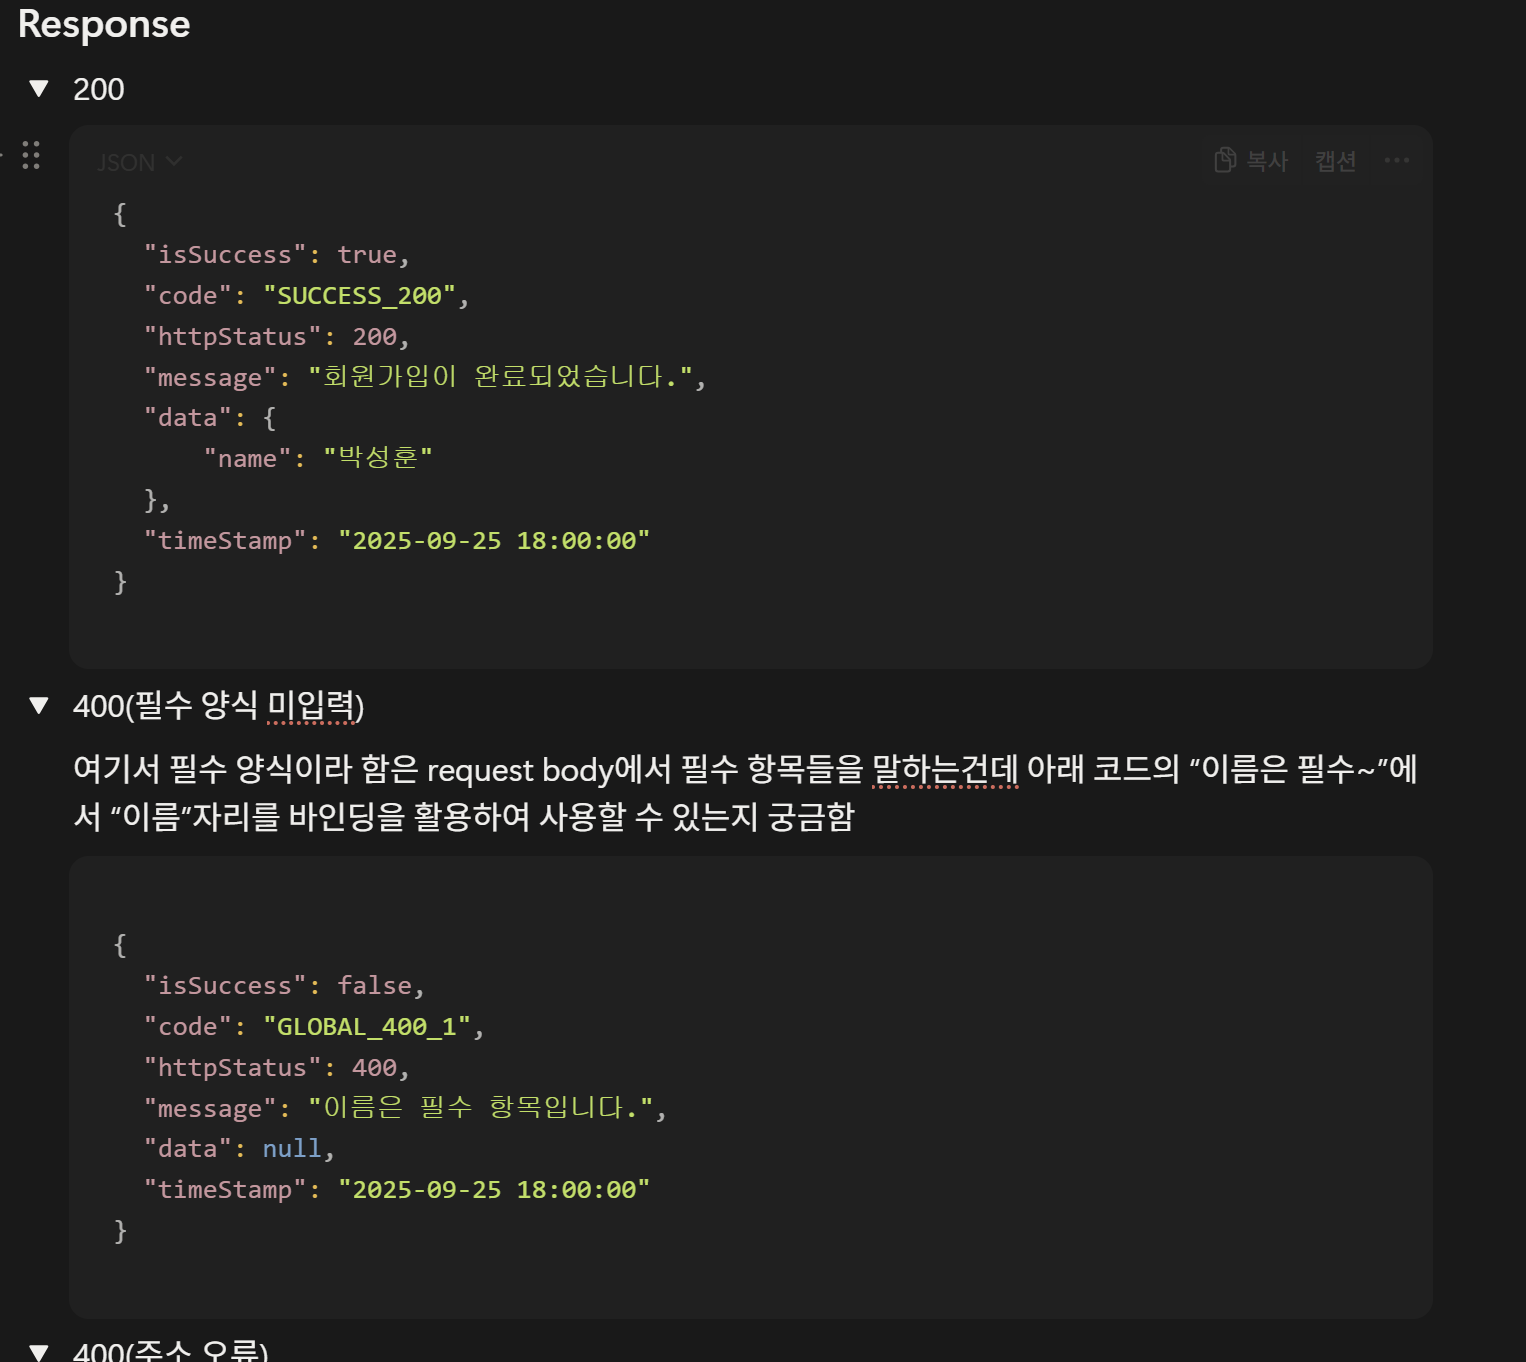 Response
200
JSON
복사 캡션
{
"isSuccess": true,
"code": "SUCCESS_200",
"httpStatus": 200,
"message": "회원가입이 완료되었습니다.",
"data": {
"name": "박성훈"
},
"timeStamp": "2025-09-25 18:00:00"
}
400(필수 양식 미입력)
여기서 필수 양식이라 함은 request body에서 필수 항목들을 말하는건데 아래 코드의 “이름은 필수~”에
서 “이름”자리를 바인딩을 활용하여 사용할 수 있는지 궁금함
{
"isSuccess": false,
"code": "GLOBAL_400_1",
"httpStatus": 400,
"message": "이름은 필수 항목입니다.",
"data": null,
"timeStamp": "2025-09-25 18:00:00"
}
400(주소 오류)